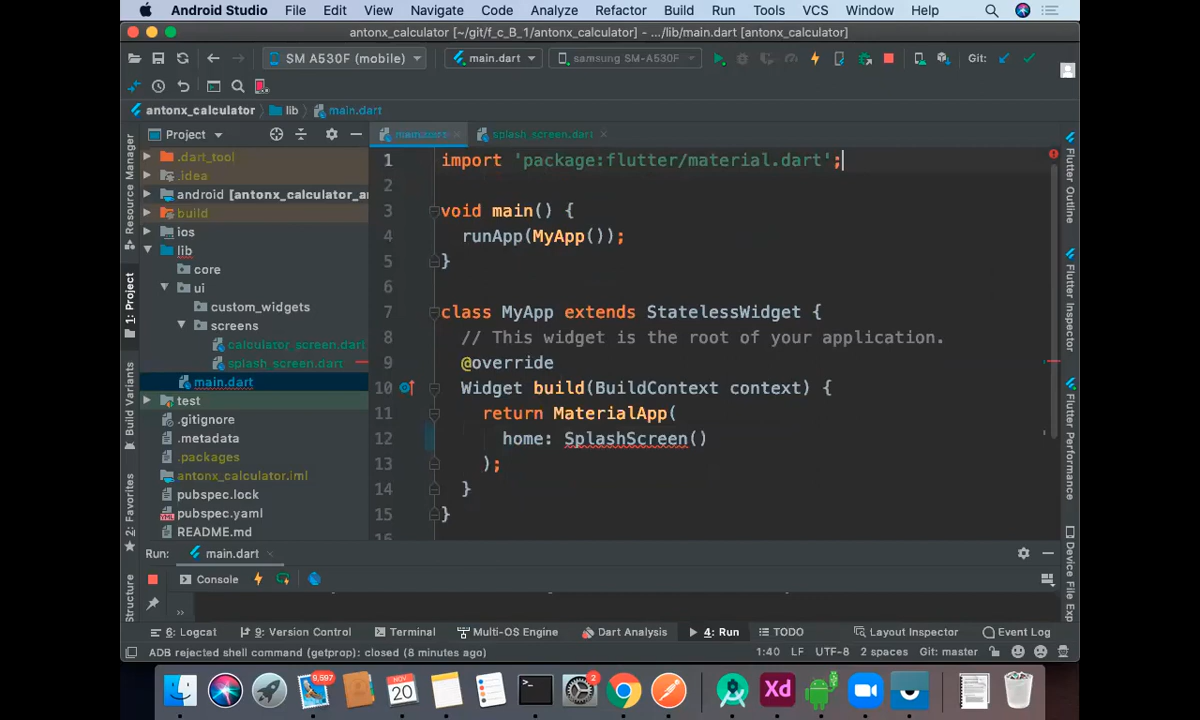 Android Studio File Edit View Navigate Code Analyze Refactor Build Run Tools VCS Window Help
antonx_calculator [~/git/f_c_B_1/antonx_calculator] - .../lib/main.dart [antonx_calculator]
SM A530F (mobile) main.dart samsung SM-A530F Git:
antonx_calculator lib main.dart
Project main.dart splash_screen.dart
.dart_tool
.idea
android [antonx_calculator_an
build
ios
lib
core
ui
custom_widgets
screens
calculator_screen.dart
splash_screen.dart
main.dart
test
.gitignore
.metadata
.packages
antonx_calculator.iml
pubspec.lock
pubspec.yaml
README.md
1 import 'package:flutter/material.dart';
2
3 void main() {
4 runApp(MyApp());
5 }
6
7 class MyApp extends StatelessWidget {
8 // This widget is the root of your application.
9 @override
10 Widget build(BuildContext context) {
11 return MaterialApp(
12 home: SplashScreen()
13 );
14 }
15 }
16
Resource Manager
1: Project
Build Variants
2: Favorites
Structure
Flutter Outline
Flutter Inspector
Flutter Performance
Device File Exp
Run: main.dart
Console
6: Logcat 9: Version Control Terminal Multi-OS Engine Dart Analysis 4: Run TODO Layout Inspector Event Log
ADB rejected shell command (getprop): closed (8 minutes ago) 1:40 LF UTF-8 2 spaces Git: master
9,597
NOV
20
2
Xd